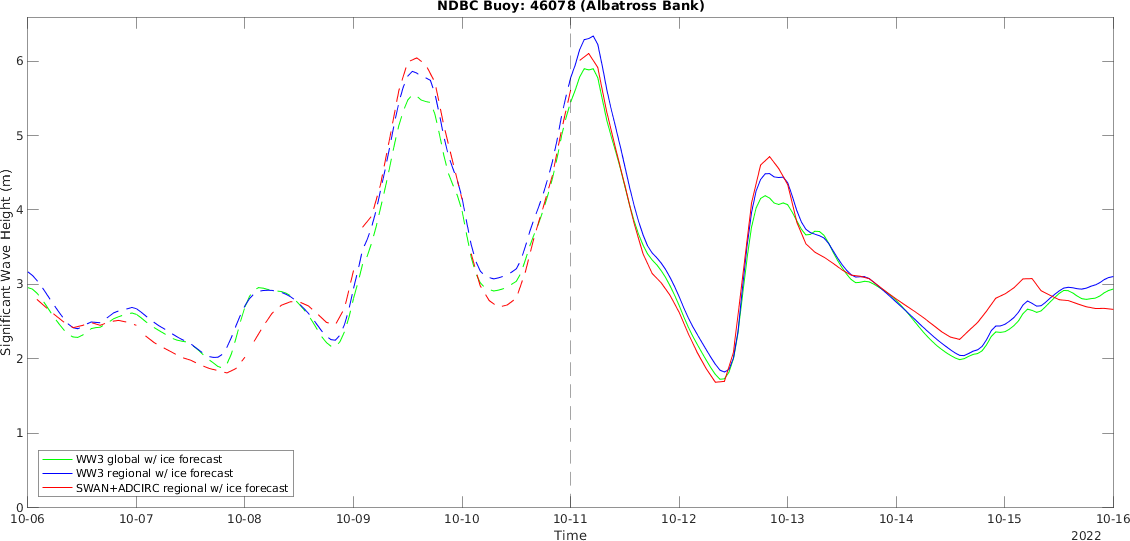 NDBC Buoy: 46078 (Albatross Bank)
Significant Wave Height (m)
6
5
4
3
2
1
0
WW3 global w/ ice forecast
WW3 regional w/ ice forecast
SWAN+ADCIRC regional w/ ice forecast
10-06 10-07 10-08 10-09 10-10 10-11 10-12 10-13 10-14 10-15 10-16
Time
2022